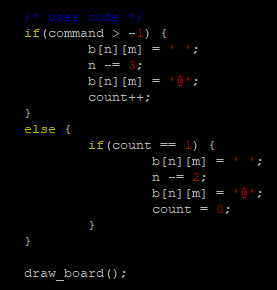 /* user code */
if(command > -1) {
b[n][m] = ' ';
n -= 3;
b[n][m] = '@';
count++;
}
else {
if(count == 1) {
b[n][m] = ' ';
n -= 2;
b[n][m] = '@';
count = 0;
}
}
draw_board();